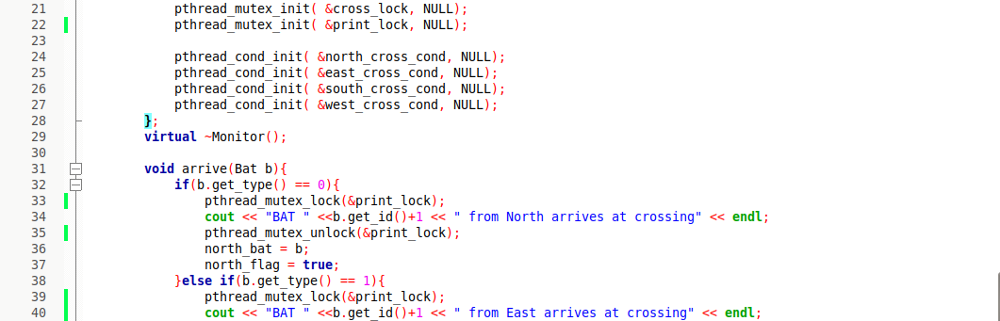 21 pthread_mutex_init( &cross_lock, NULL);
22 pthread_mutex_init( &print_lock, NULL);
23
24 pthread_cond_init( &north_cross_cond, NULL);
25 pthread_cond_init( &east_cross_cond, NULL);
26 pthread_cond_init( &south_cross_cond, NULL);
27 pthread_cond_init( &west_cross_cond, NULL);
28 };
29 virtual ~Monitor();
30
31 void arrive(Bat b){
32 if(b.get_type() == 0){
33 pthread_mutex_lock(&print_lock);
34 cout << "BAT " <<b.get_id()+1 << " from North arrives at crossing" << endl;
35 pthread_mutex_unlock(&print_lock);
36 north_bat = b;
37 north_flag = true;
38 }else if(b.get_type() == 1){
39 pthread_mutex_lock(&print_lock);
40 cout << "BAT " <<b.get_id()+1 << " from East arrives at crossing" << endl;